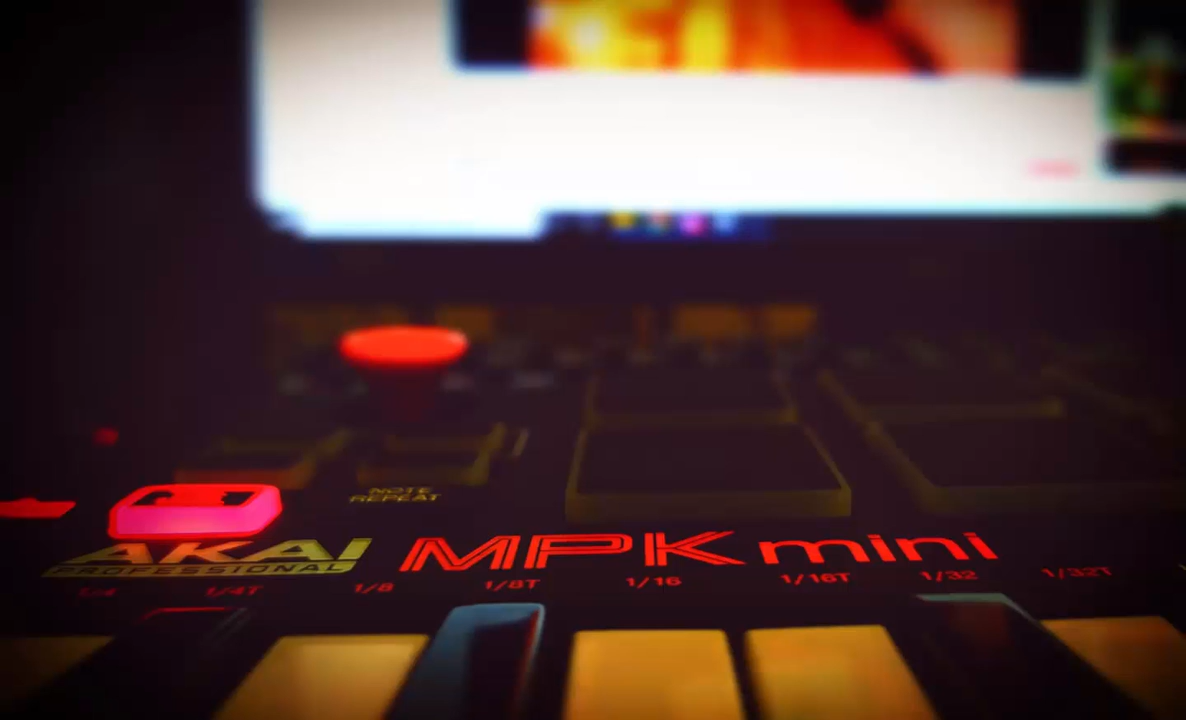 NOTE
REPEAT
AKAI MPK mini
PROFESSIONAL
1/4 1/4T 1/8 1/8T 1/16 1/16T 1/32 1/32T